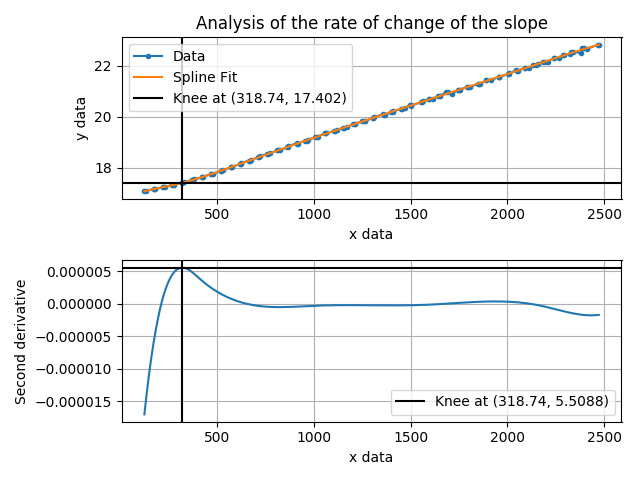 Analysis of the rate of change of the slope
Data
Spline Fit
Knee at (318.74, 17.402)
y data
22
20
18
500 1000 1500 2000 2500
x data
Second derivative
0.000005
0.000000
−0.000005
−0.000010
−0.000015
Knee at (318.74, 5.5088)
500 1000 1500 2000 2500
x data